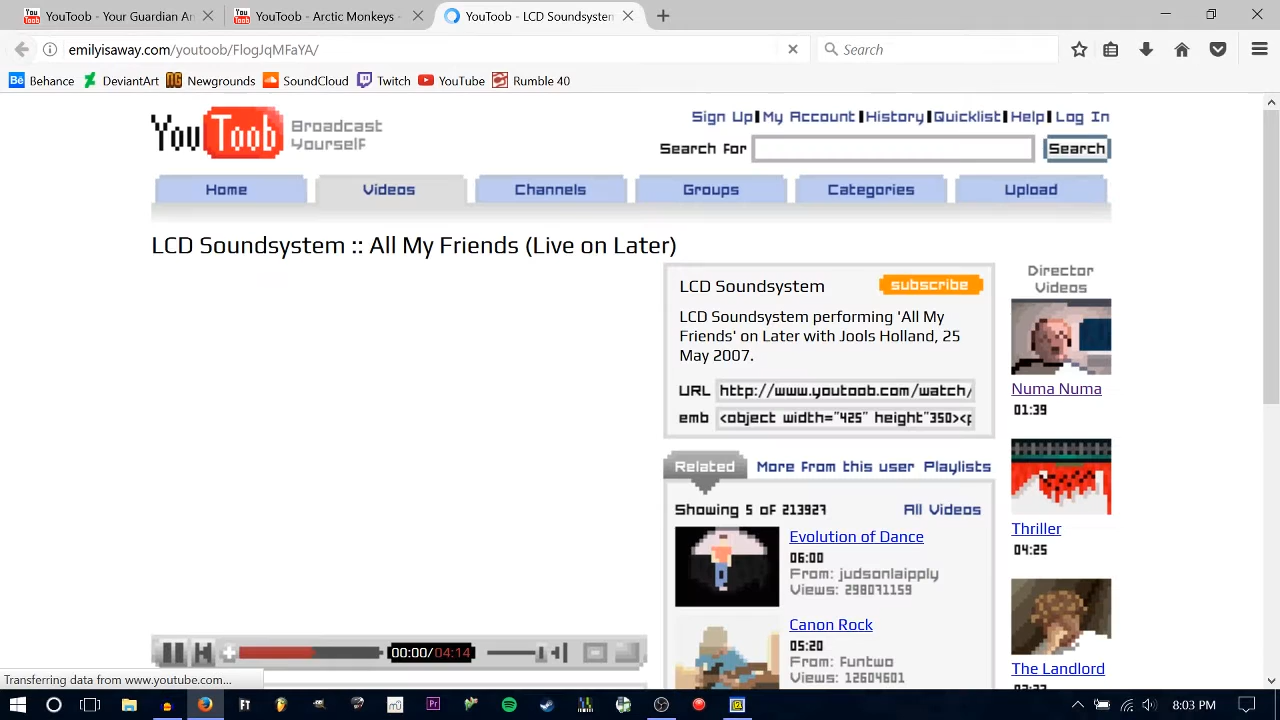 YouToob - Your Guardian Ar
YouToob - Arctic Monkeys
YouToob - LCD Soundsystem
emilyisaway.com/youtoob/FlogJqMFaYA/
Search
Behance
DeviantArt
Newgrounds
SoundCloud
Twitch
YouTube
Rumble 40
YouToob
Broadcast
Yourself
Sign Up|My Account|History|Quicklist|Help|Log In
Search for
Search
Home
Videos
Channels
Groups
Categories
Upload
LCD Soundsystem :: All My Friends (Live on Later)
LCD Soundsystem
subscribe
LCD Soundsystem performing 'All My
Friends' on Later with Jools Holland, 25
May 2007.
URL http://www.youtoob.com/watch/
emb <object width="425" height"350><p
Related
More from this user
Playlists
Showing 5 of 213927
All Videos
Evolution of Dance
06:00
From: judsonlaipply
Views: 298071159
Canon Rock
05:20
From: funtwo
Views: 12604601
Director
Videos
Numa Numa
01:39
Thriller
04:25
The Landlord
00:00/04:14
Transferring data from www.youtube.com...
8:03 PM